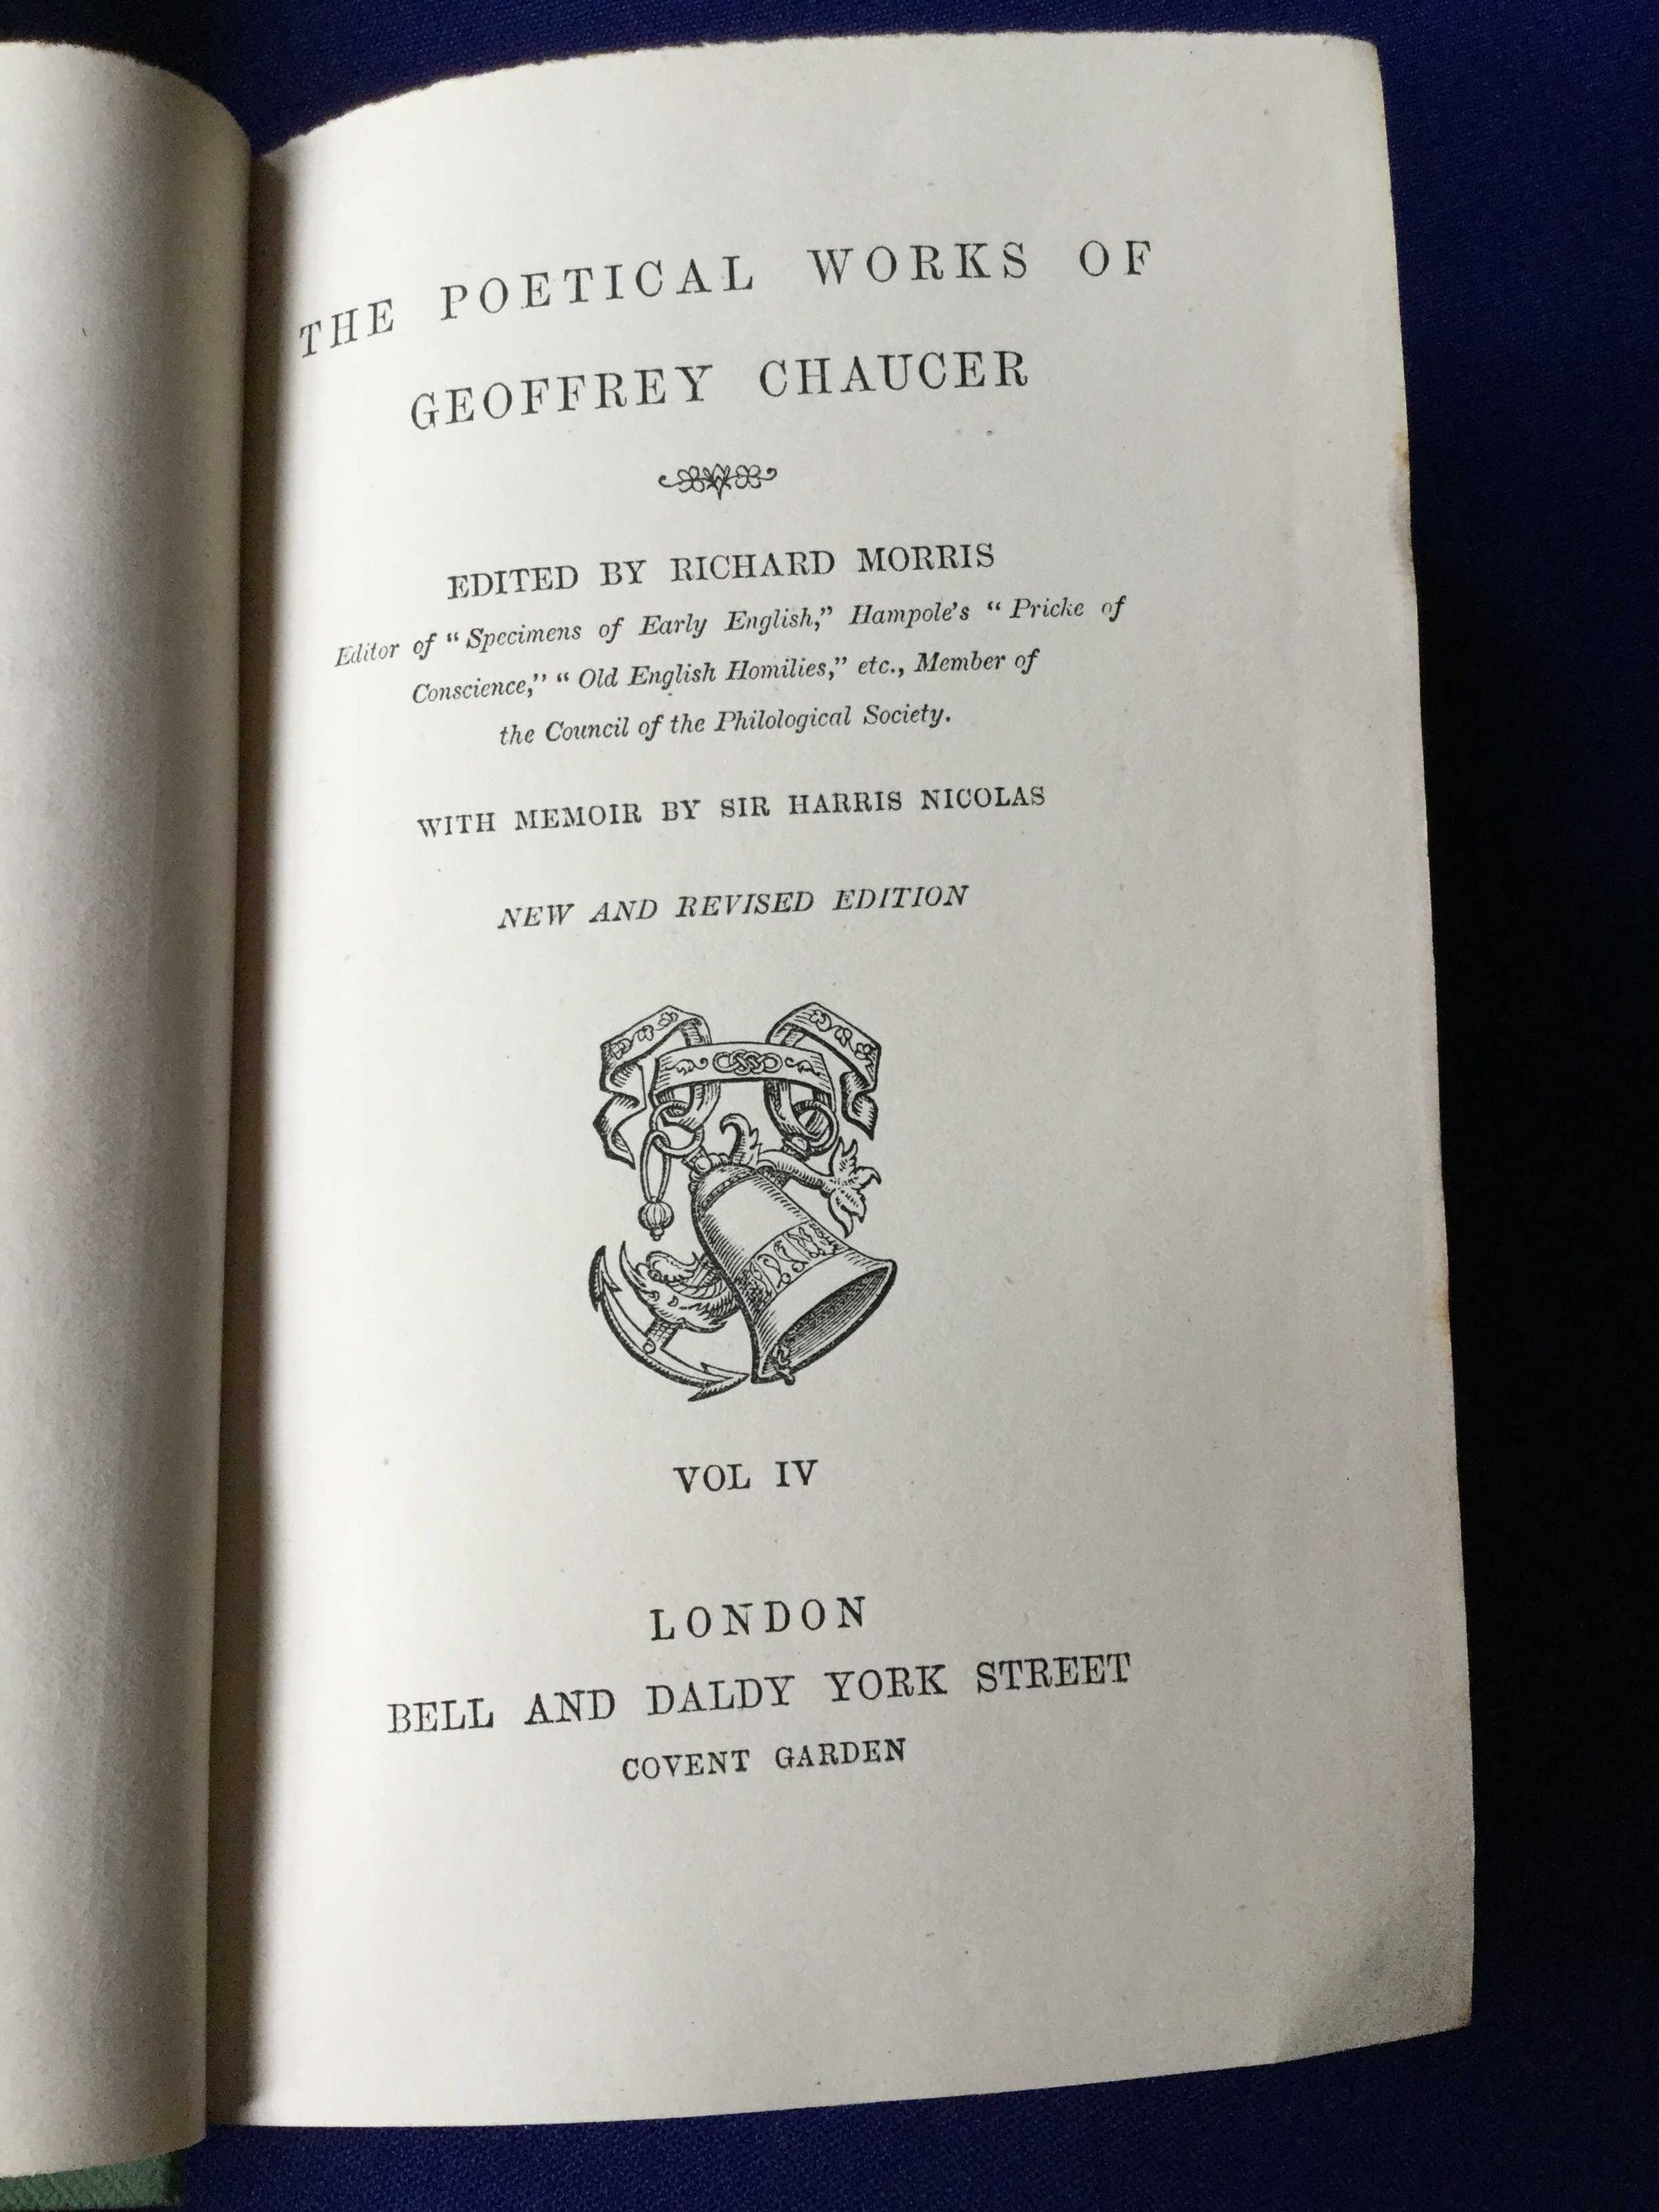 THE POETICAL WORKS OF
GEOFFREY CHAUCER
EDITED BY RICHARD MORRIS
Editor of “Specimens of Early English,” Hampole’s “Pricke of
Conscience,” “Old English Homilies,” etc., Member of
the Council of the Philological Society.
WITH MEMOIR BY SIR HARRIS NICOLAS
NEW AND REVISED EDITION
VOL IV
LONDON
BELL AND DALDY YORK STREET
COVENT GARDEN